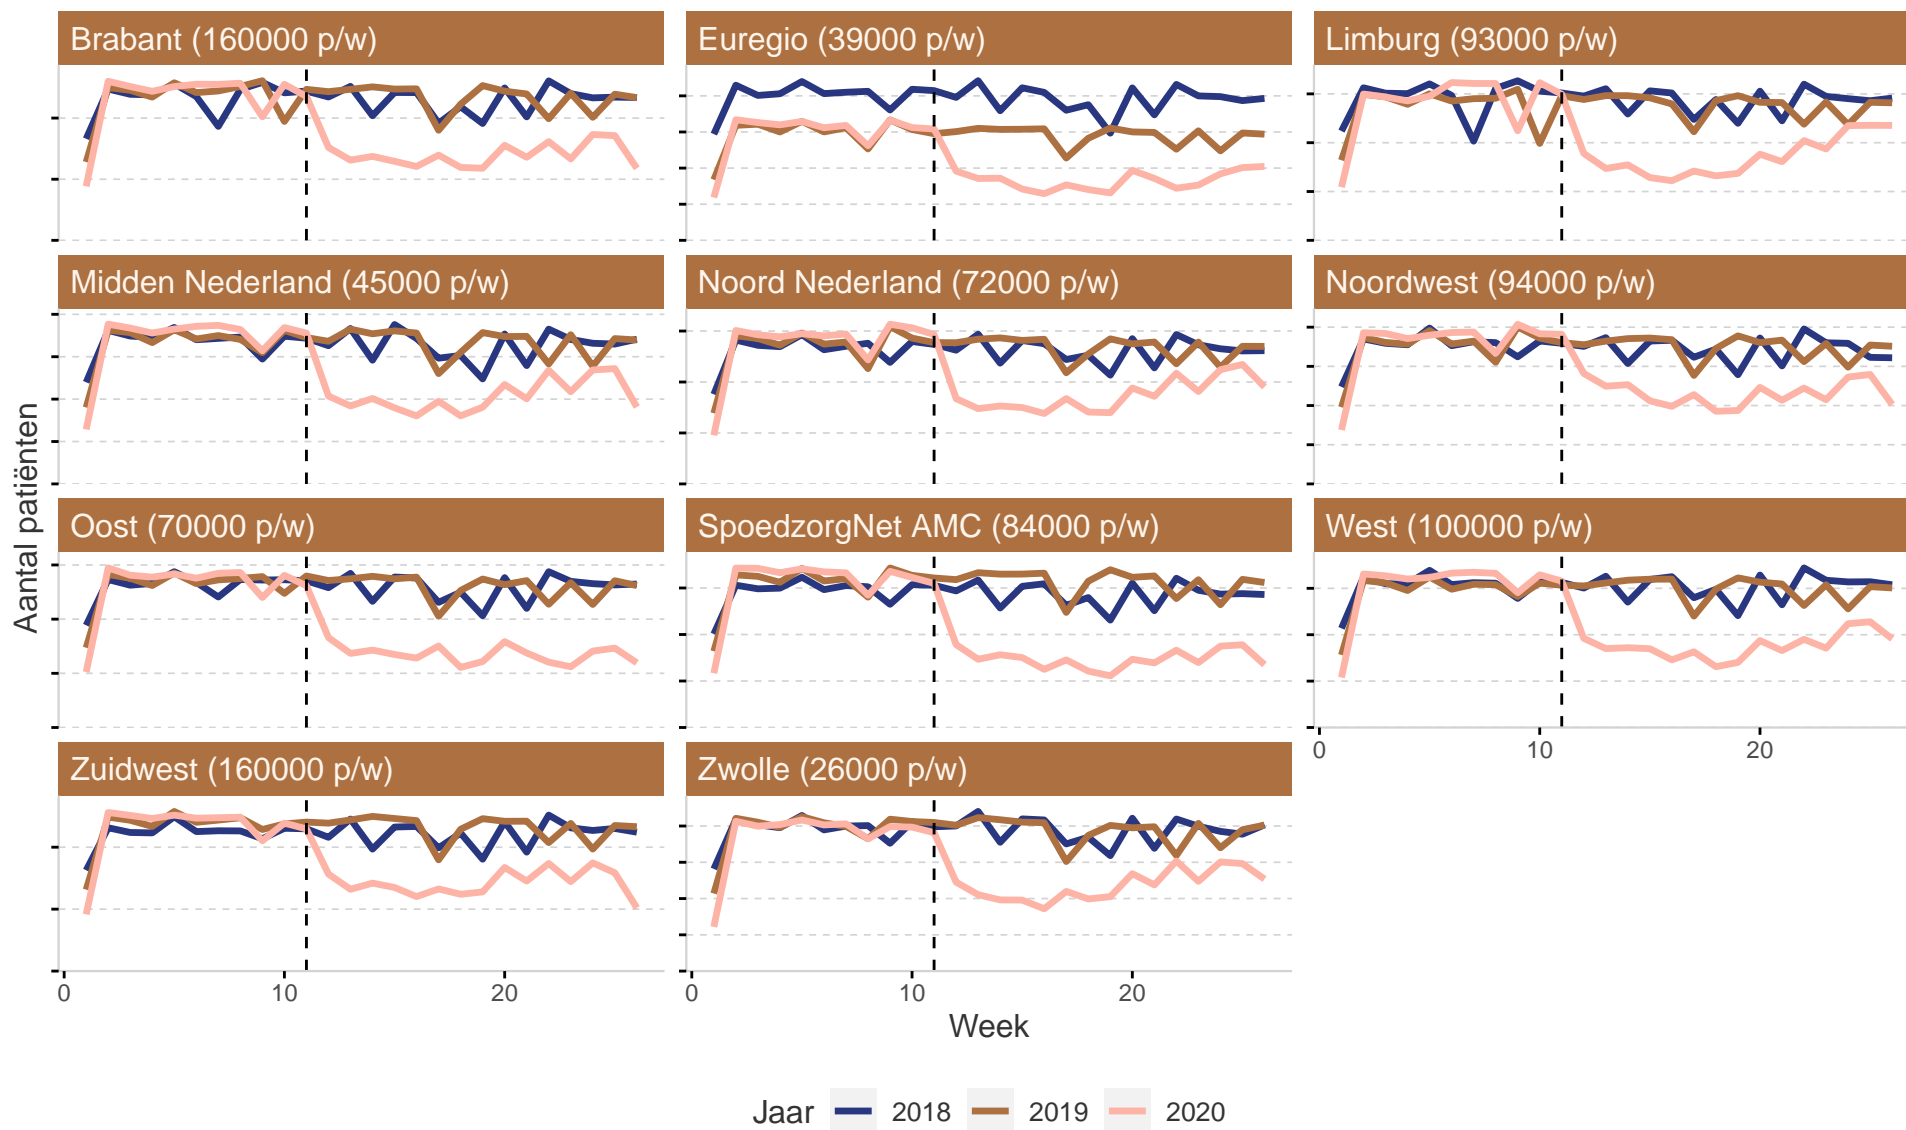 Brabant (160000 p/w)
Euregio (39000 p/w)
Limburg (93000 p/w)
Midden Nederland (45000 p/w)
Noord Nederland (72000 p/w)
Noordwest (94000 p/w)
Aantal patiënten
Oost (70000 p/w)
SpoedzorgNet AMC (84000 p/w)
West (100000 p/w)
0 10 20
Zuidwest (160000 p/w)
Zwolle (26000 p/w)
0 10 20
0 10 20
Week
Jaar 2018 2019 2020